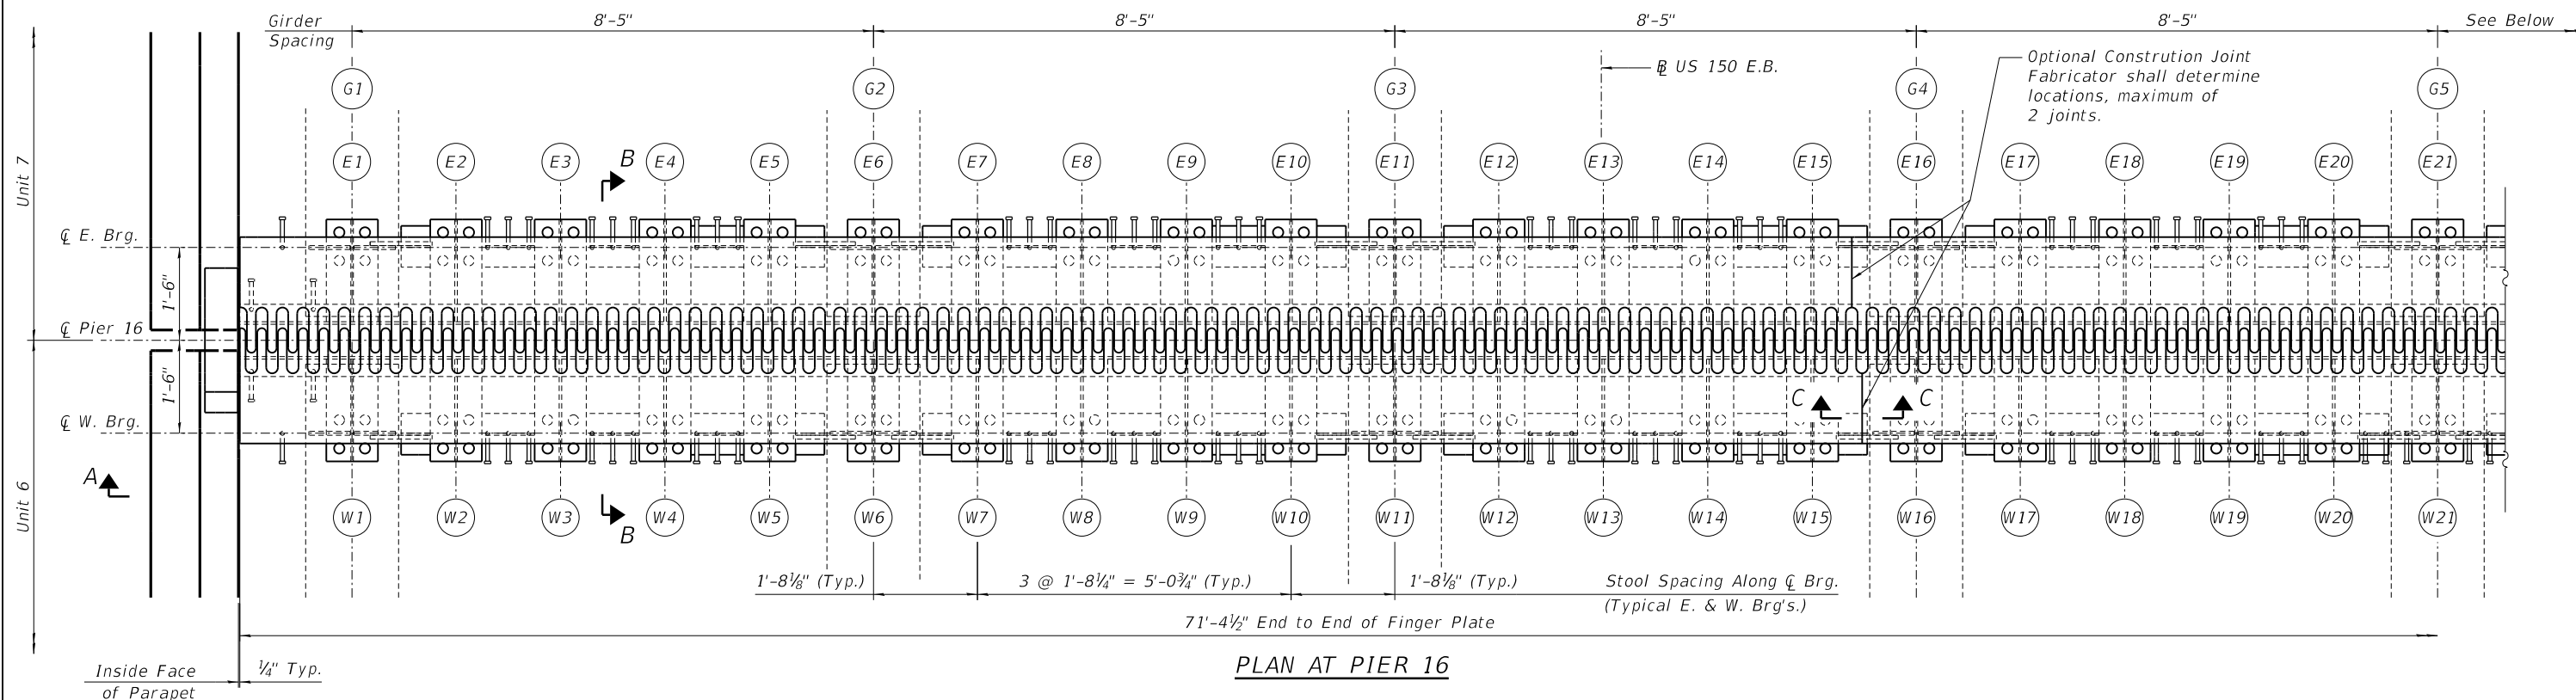 Girder
Spacing
8'-5"
8'-5"
8'-5"
8'-5"
See Below
Optional Constrution Joint
Fabricator shall determine
locations, maximum of
2 joints.
℄ US 150 E.B.
G1
G2
G3
G4
G5
E1
E2
E3
E4
E5
E6
E7
E8
E9
E10
E11
E12
E13
E14
E15
E16
E17
E18
E19
E20
E21
B
Unit 7
℄ E. Brg.
1'-6"
℄ Pier 16
1'-6"
℄ W. Brg.
C
C
A
Unit 6
W1
W2
W3
W4
W5
W6
W7
W8
W9
W10
W11
W12
W13
W14
W15
W16
W17
W18
W19
W20
W21
B
1'-8⅛" (Typ.)
3 @ 1'-8¼" = 5'-0¾" (Typ.)
1'-8⅛" (Typ.)
Stool Spacing Along ℄ Brg.
(Typical E. & W. Brg's.)
71'-4½" End to End of Finger Plate
Inside Face
of Parapet
¼" Typ.
PLAN AT PIER 16